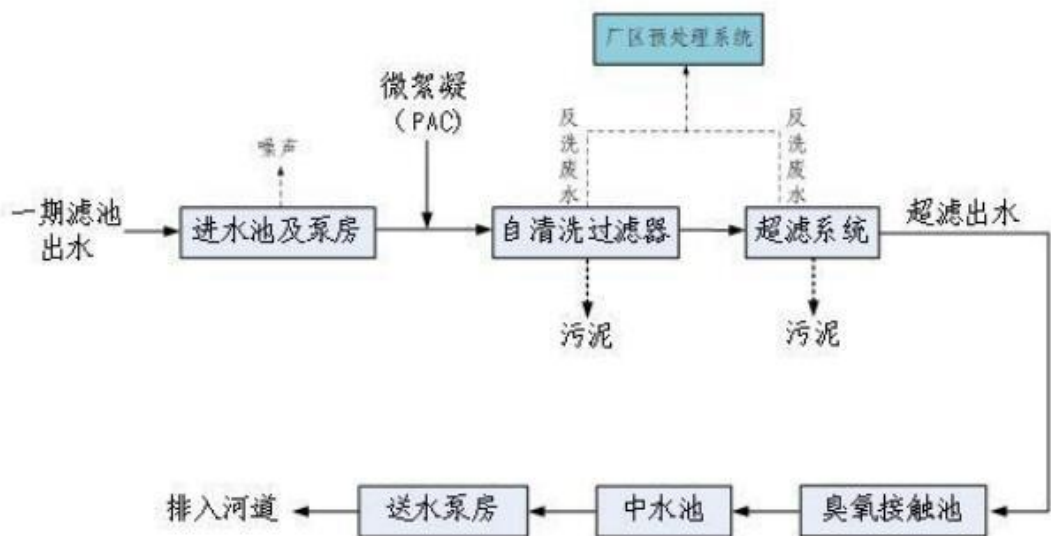 厂区预处理系统
微絮凝
（PAC）
噪声
反洗废水
反洗废水
一期滤池
出水
进水池及泵房
自清洗过滤器
超滤系统
超滤出水
污泥
污泥
排入河道
送水泵房
中水池
臭氧接触池